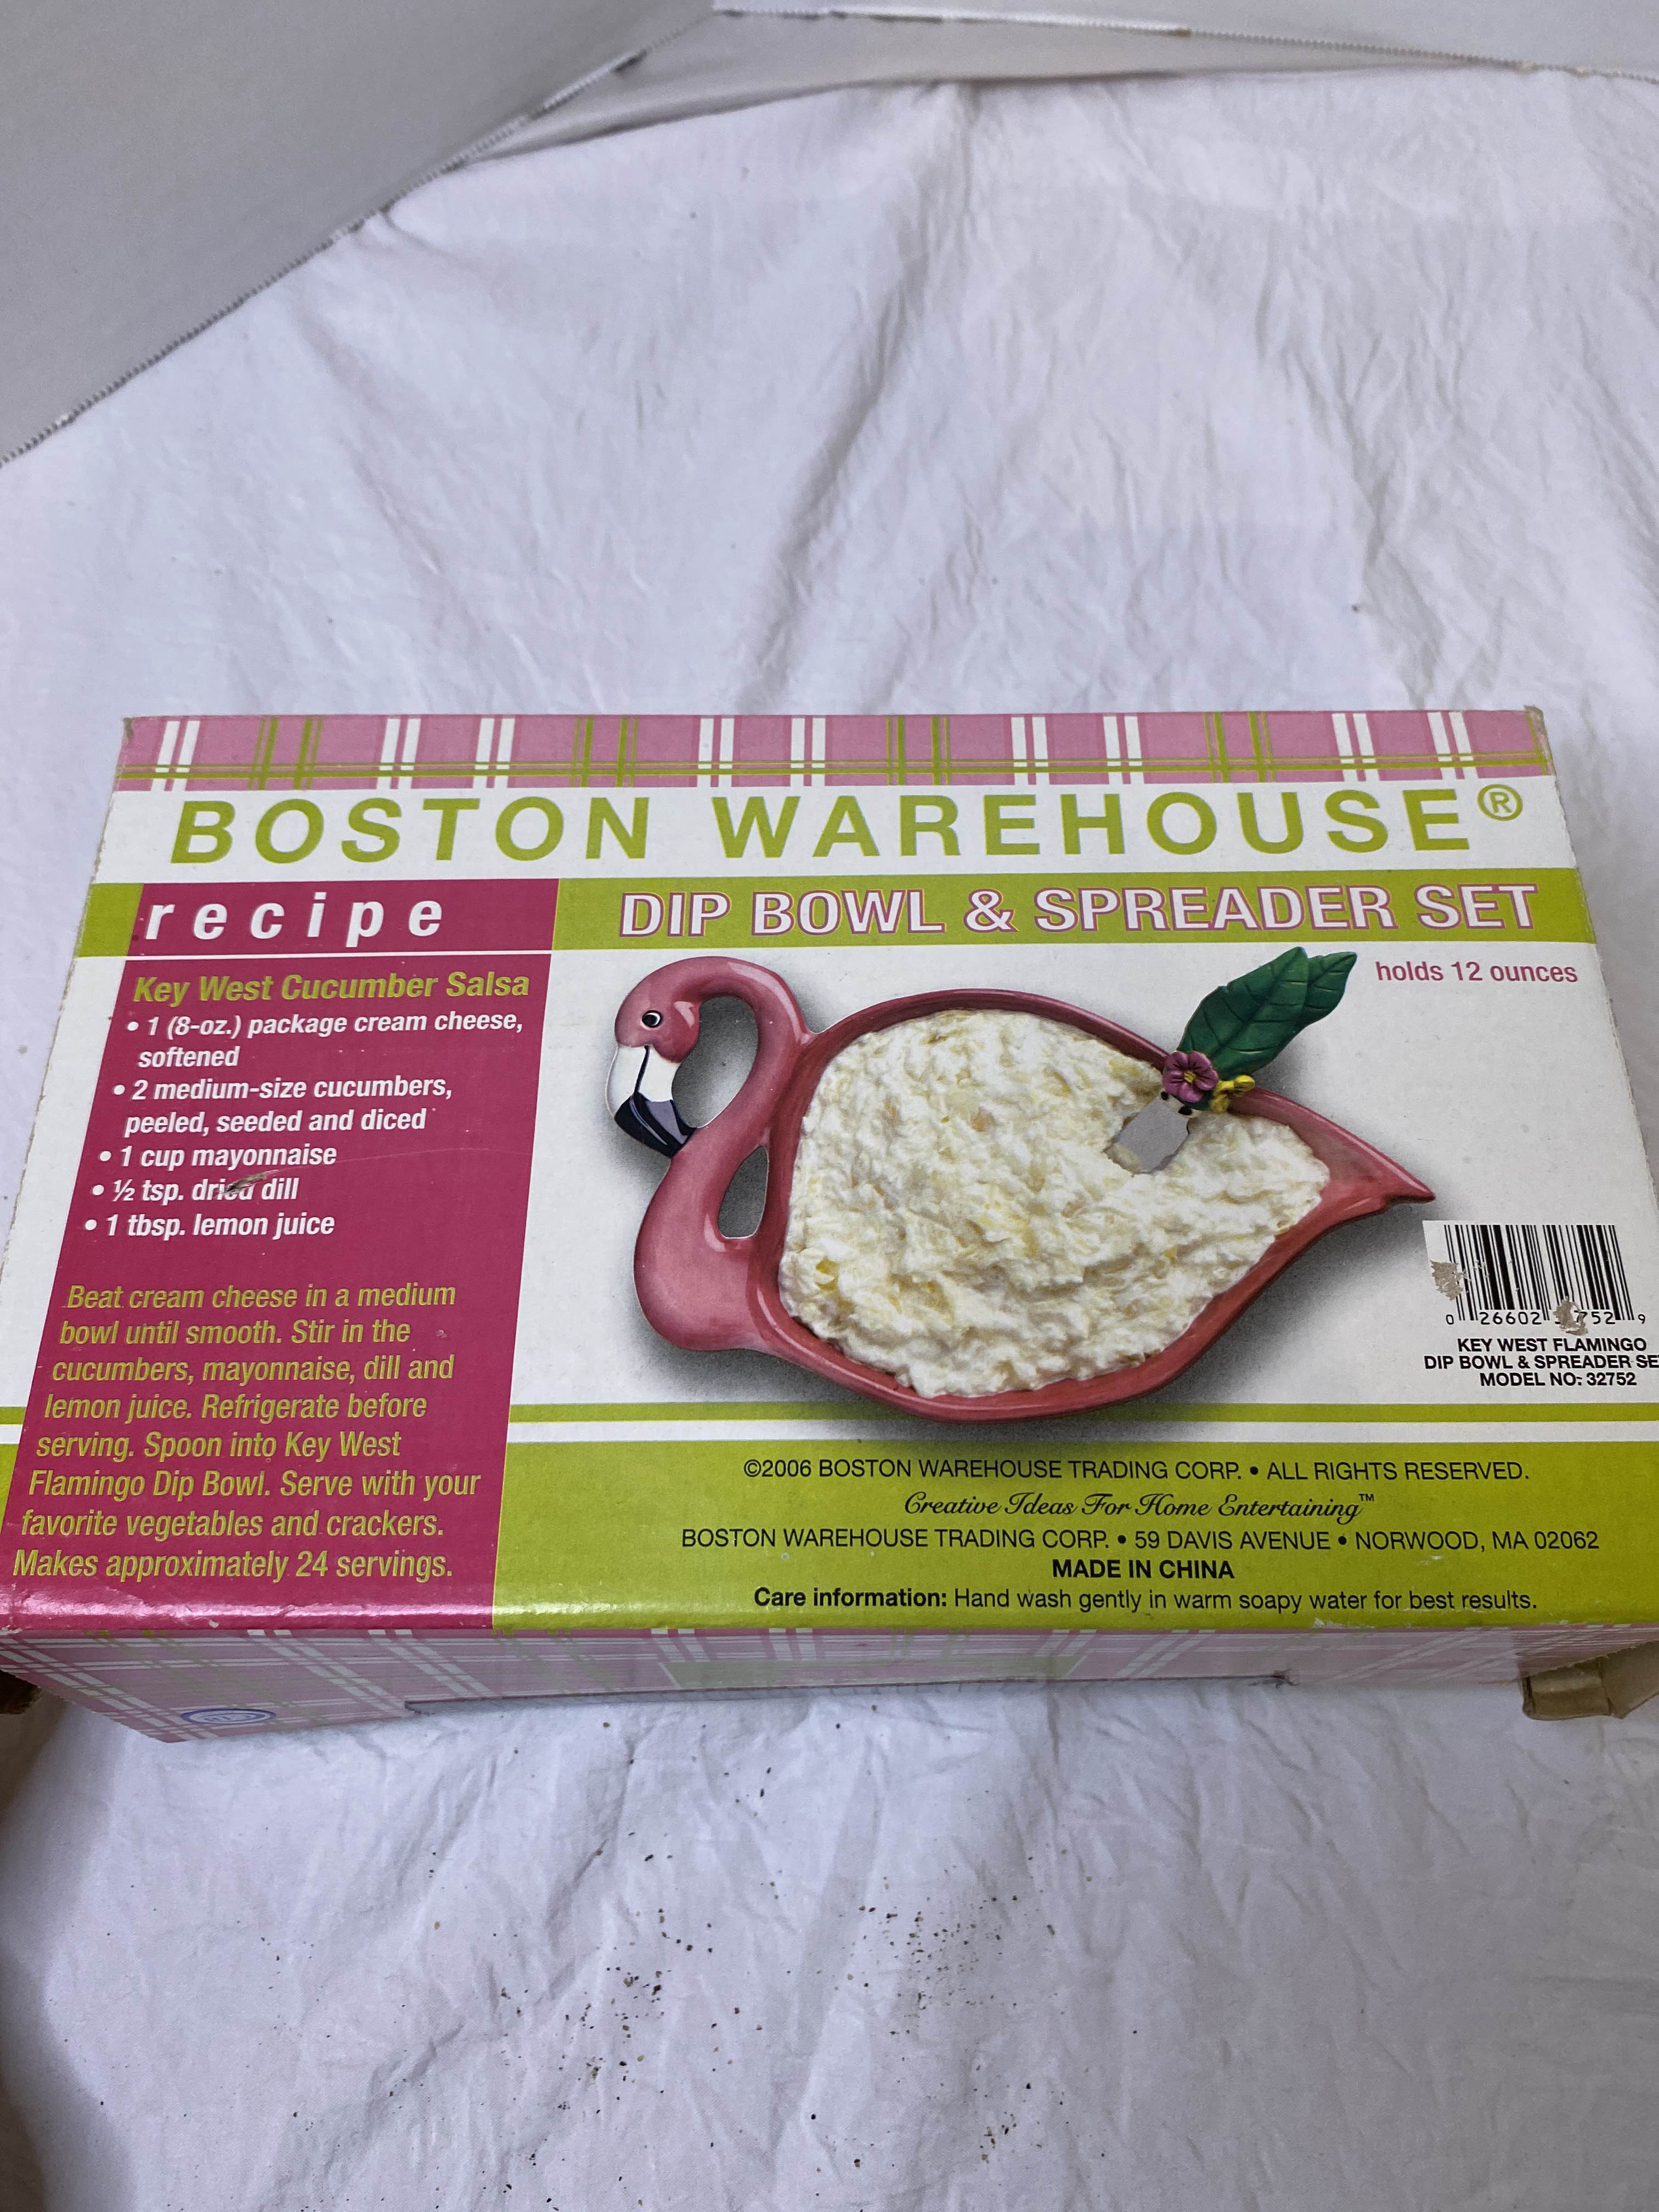 BOSTON WAREHOUSE®
recipe
Key West Cucumber Salsa
• 1 (8-oz.) package cream cheese,
softened
• 2 medium-size cucumbers,
peeled, seeded and diced
• 1 cup mayonnaise
• ½ tsp. dried dill
• 1 tbsp. lemon juice
Beat cream cheese in a medium
bowl until smooth. Stir in the
cucumbers, mayonnaise, dill and
lemon juice. Refrigerate before
serving. Spoon into Key West
Flamingo Dip Bowl. Serve with your
favorite vegetables and crackers.
Makes approximately 24 servings.
DIP BOWL & SPREADER SET
holds 12 ounces
0 26602 32752 9
KEY WEST FLAMINGO
DIP BOWL & SPREADER SE
MODEL NO: 32752
©2006 BOSTON WAREHOUSE TRADING CORP. • ALL RIGHTS RESERVED.
Creative Ideas For Home Entertaining™
BOSTON WAREHOUSE TRADING CORP. • 59 DAVIS AVENUE • NORWOOD, MA 02062
MADE IN CHINA
Care information: Hand wash gently in warm soapy water for best results.